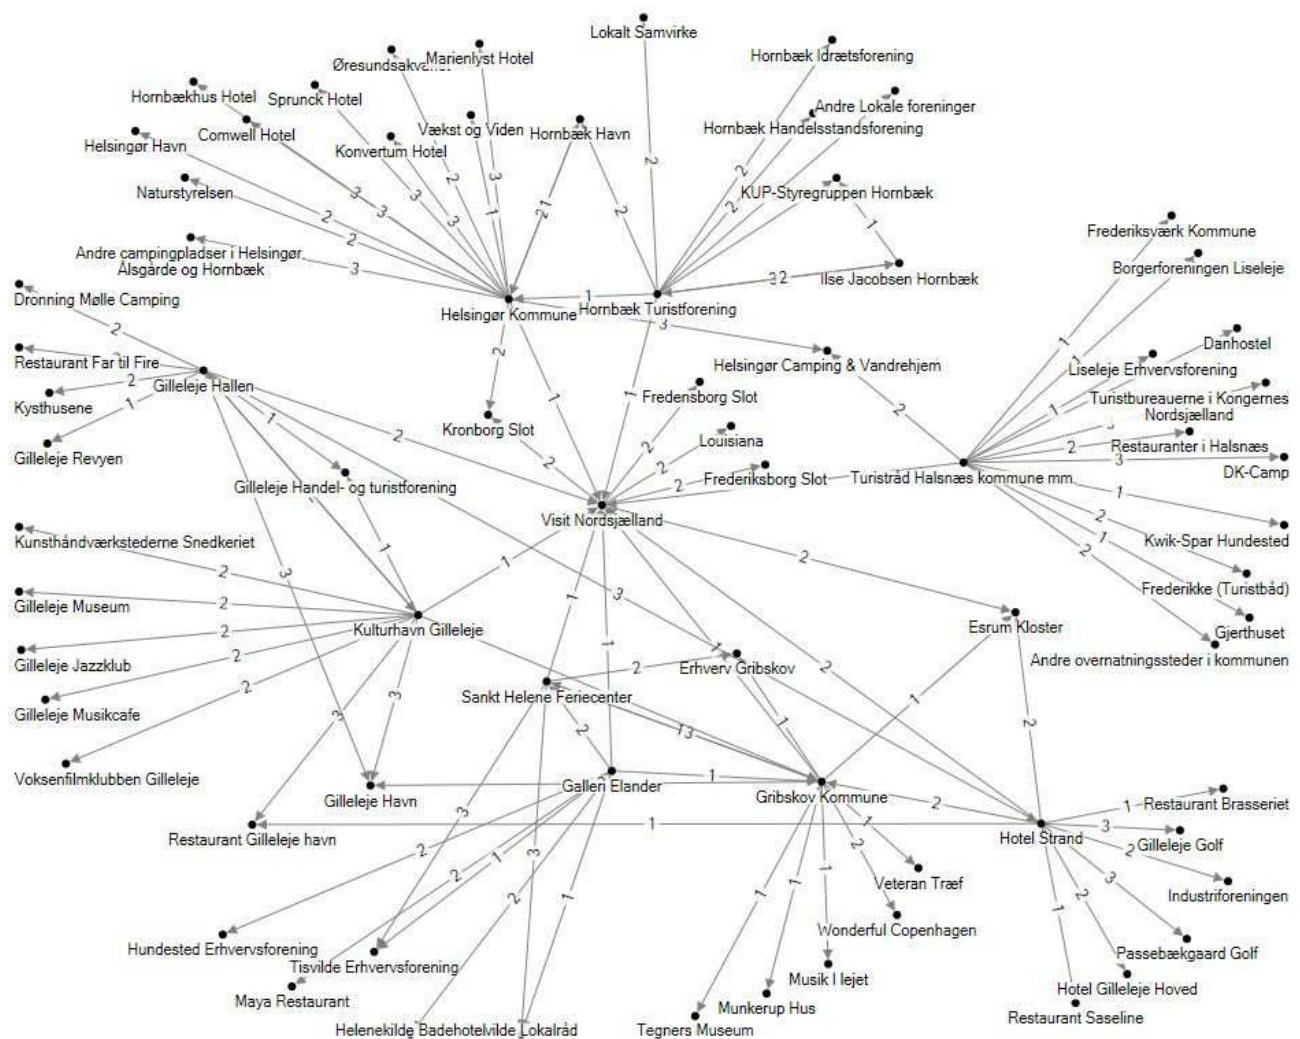 Lokalt Samvirke
Hornbæk Idrætsforening
Marienlyst Hotel
Hornbækhus Hotel
Sprunck Hotel
Andre Lokale foreninger
Comwell Hotel
Vækst og Viden
Hornbæk Havn
Hornbæk Handelsstandsforening
Helsingør Havn
Konvertum Hotel
Naturstyrelsen
KUP-Styregruppen Hornbæk
Frederiksværk Kommune
Andre campingpladser i Helsingør,
Ålsgårde og Hornbæk
Borgerforeningen Liseleje
Ilse Jacobsen Hornbæk
Dronning Mølle Camping
Helsingør Kommune
Hornbæk Turistforening
Danhostel
Restaurant Far til Fire
Helsingør Camping & Vandrehjem
Liseleje Erhvervsforening
Gilleleje Hallen
Fredensborg Slot
Turistbureauerne i Kongernes
Nordsjælland
Kysthusene
Kronborg Slot
Louisiana
Restauranter i Halsnæs
Gilleleje Revyen
Gilleleje Handel- og turistforening
Frederiksborg Slot
Turistråd Halsnæs kommune mm.
DK-Camp
Visit Nordsjælland
Kunsthåndværkstederne Snedkeriet
Kwik-Spar Hundested
Frederikke (Turistbåd)
Gilleleje Museum
Kulturhavn Gilleleje
Esrum Kloster
Gjerthuset
Gilleleje Jazzklub
Erhverv Gribskov
Andre overnatningssteder i kommunen
Sankt Helene Feriecenter
Gilleleje Musikcafe
Voksenfilmklubben Gilleleje
Gilleleje Havn
Galleri Elander
Gribskov Kommune
Restaurant Brasseriet
Restaurant Gilleleje havn
Hotel Strand
Gilleleje Golf
Veteran Træf
Industriforeningen
Hundested Erhvervsforening
Wonderful Copenhagen
Tisvilde Erhvervsforening
Passebækgaard Golf
Maya Restaurant
Musik I lejet
Hotel Gilleleje Hoved
Munkerup Hus
Restaurant Saseline
Helenekilde Badehotel
vilde Lokalråd
Tegners Museum